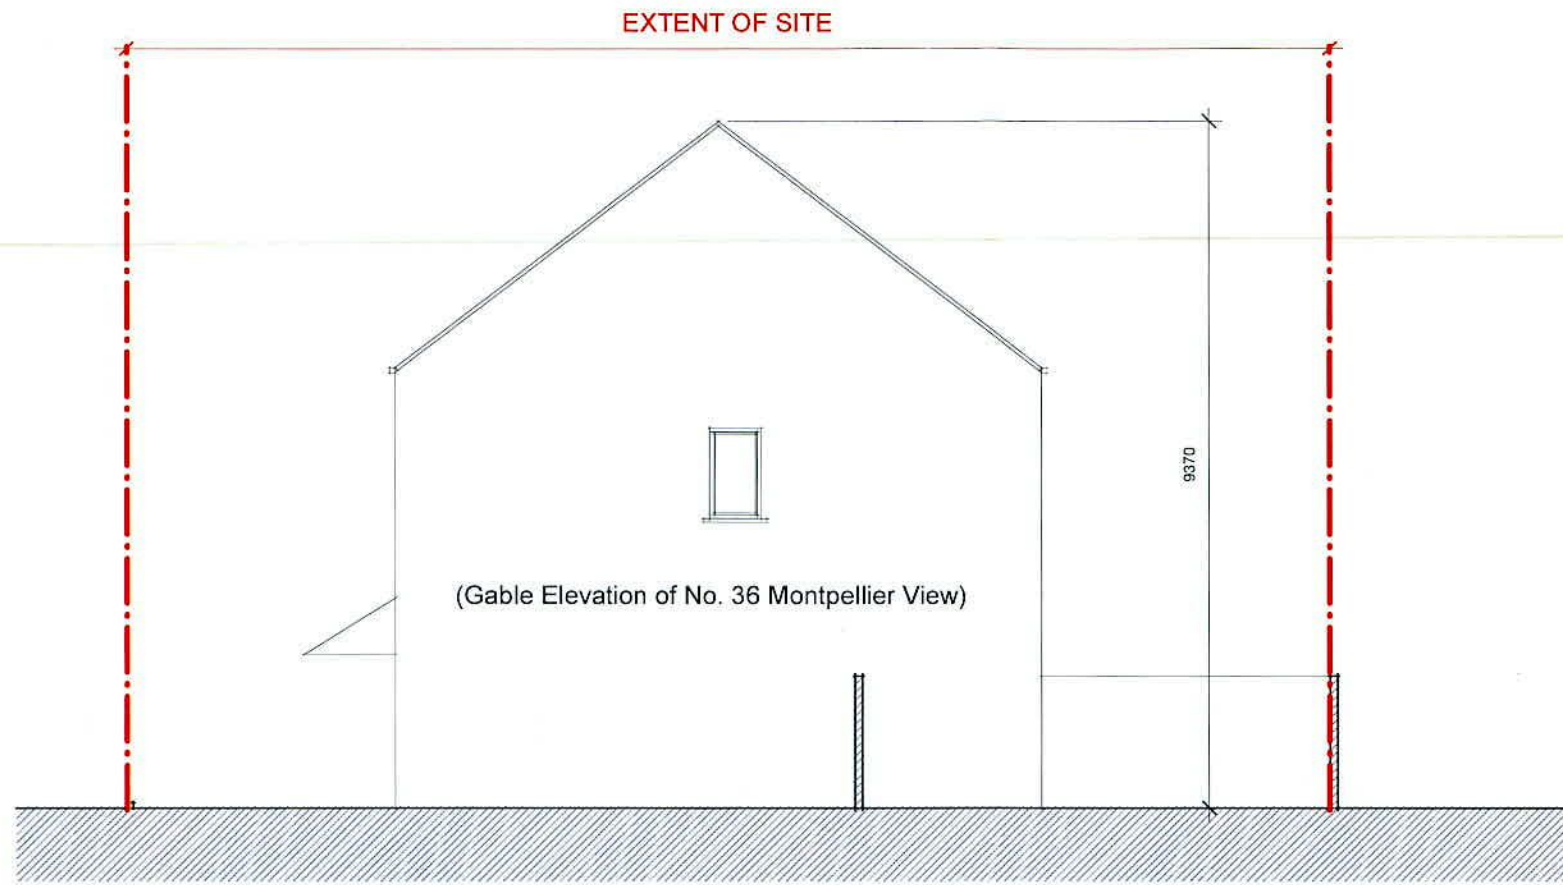 EXTENT OF SITE
9370
(Gable Elevation of No. 36 Montpellier View)